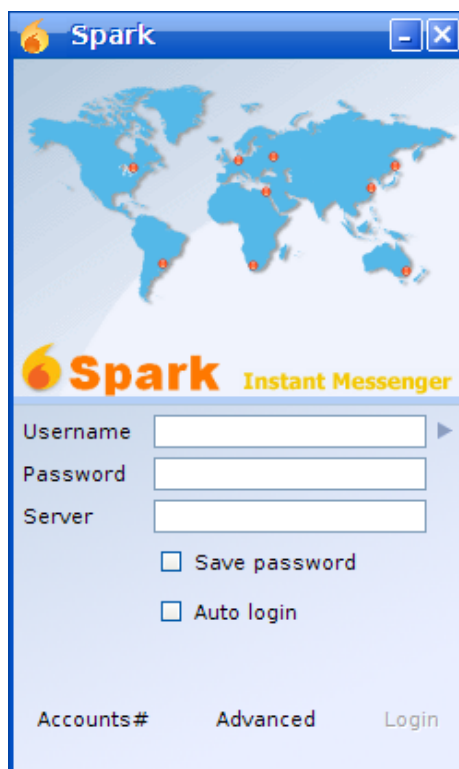 Spark
Spark Instant Messenger
Username
Password
Server
Save password
Auto login
Accounts# Advanced Login